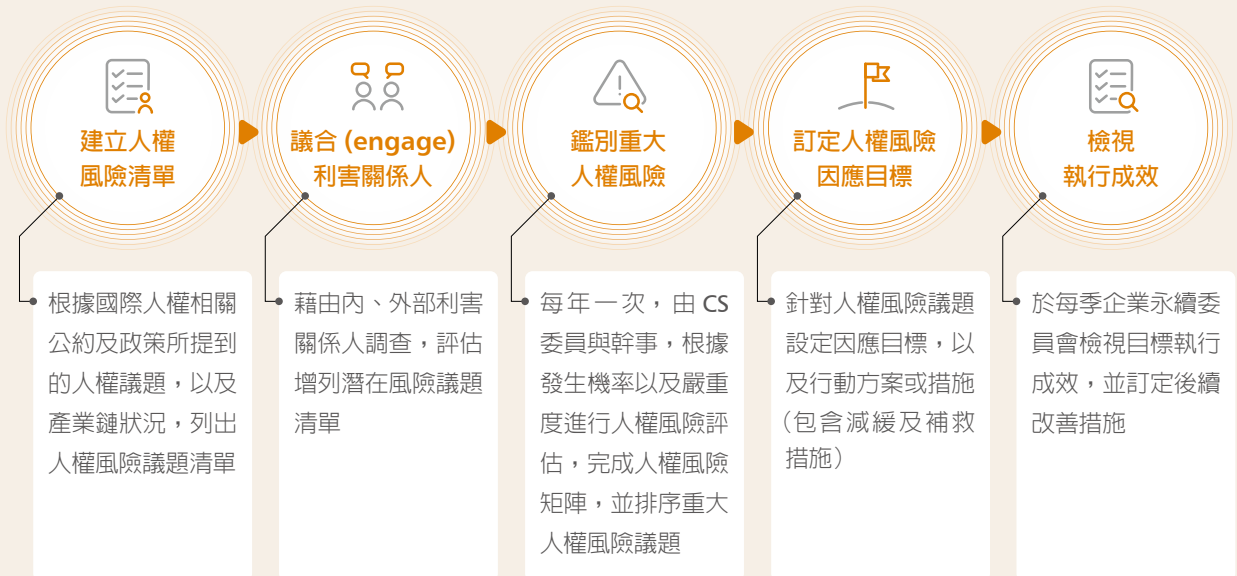 建立人權
風險清單
議合 (engage)
利害關係人
鑑別重大
人權風險
訂定人權風險
因應目標
檢視
執行成效
根據國際人權相關
公約及政策所提到
的人權議題，以及
產業鏈狀況，列出
人權風險議題清單
藉由內、外部利害
關係人調查，評估
增列潛在風險議題
清單
每年一次，由 CS
委員與幹事，根據
發生機率以及嚴重
度進行人權風險評
估，完成人權風險
矩陣，並排序重大
人權風險議題
針對人權風險議題
設定因應目標，以
及行動方案或措施
（包含減緩及補救
措施）
於每季企業永續委
員會檢視目標執行
成效，並訂定後續
改善措施